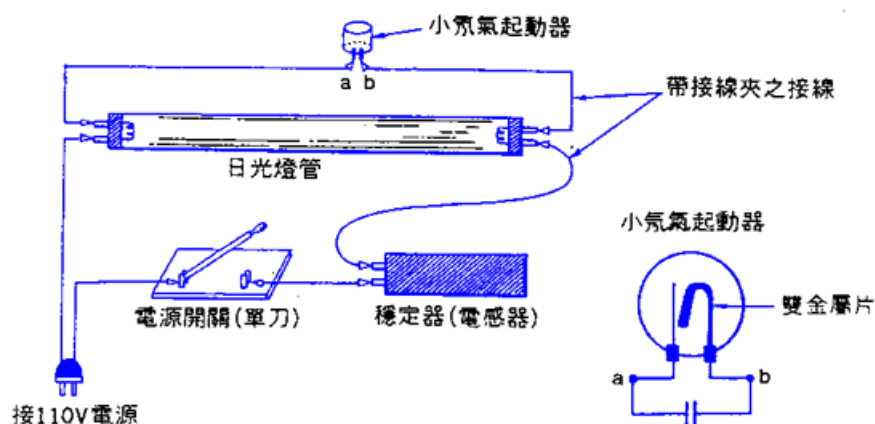 小氖氣起動器
a b
帶接線夾之接線
日光燈管
小氖氣起動器
雙金屬片
電源開關(單刀)
穩定器(電感器)
a
b
接110V電源